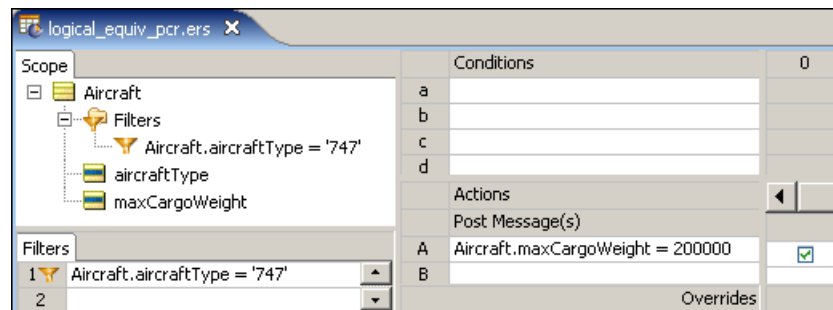 logical_equiv_pcr.ers
Scope
Aircraft
Filters
Aircraft.aircraftType = '747'
aircraftType
maxCargoWeight
Filters
1 Aircraft.aircraftType = '747'
2
Conditions 0
a
b
c
d
Actions
Post Message(s)
A Aircraft.maxCargoWeight = 200000
B
Overrides